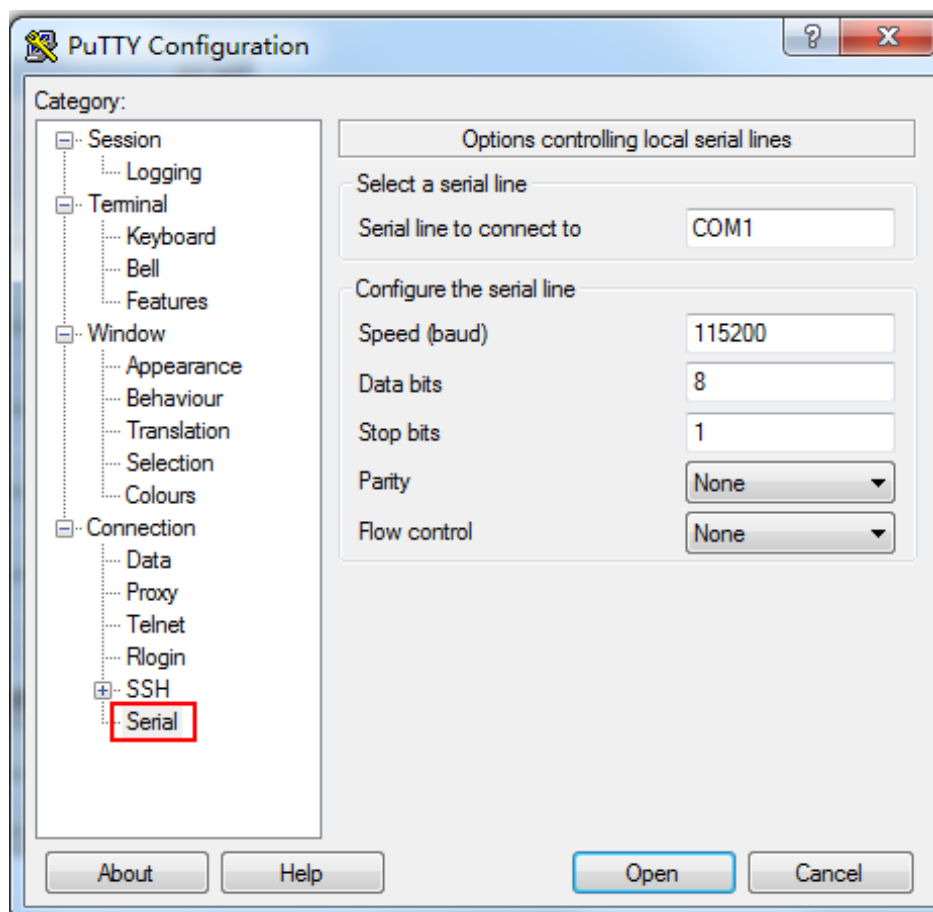 PuTTY Configuration
Category:
Session
Logging
Terminal
Keyboard
Bell
Features
Window
Appearance
Behaviour
Translation
Selection
Colours
Connection
Data
Proxy
Telnet
Rlogin
SSH
Serial
Options controlling local serial lines
Select a serial line
Serial line to connect to COM1
Configure the serial line
Speed (baud) 115200
Data bits 8
Stop bits 1
Parity None
Flow control None
About Help Open Cancel